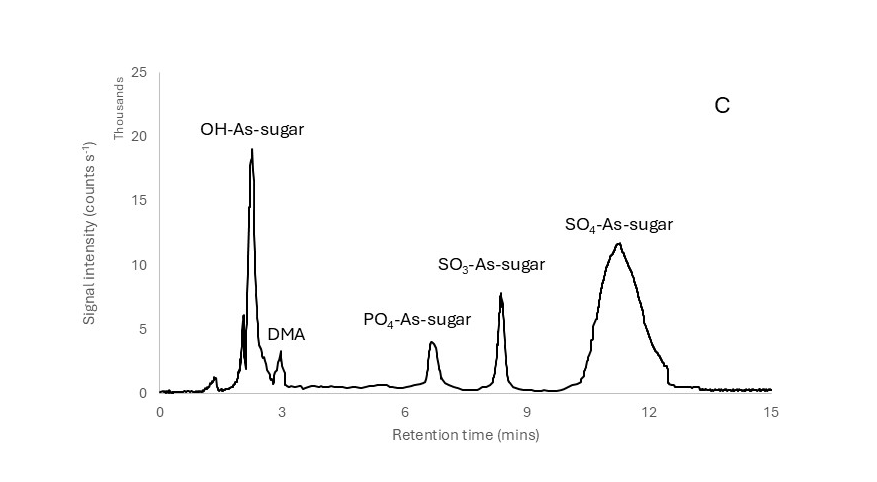 25
Thousands
C
20
OH-As-sugar
15
SO₄-As-sugar
10
SO₃-As-sugar
5
PO₄-As-sugar
DMA
0
Signal intensity (counts s⁻¹)
0 3 6 9 12 15
Retention time (mins)